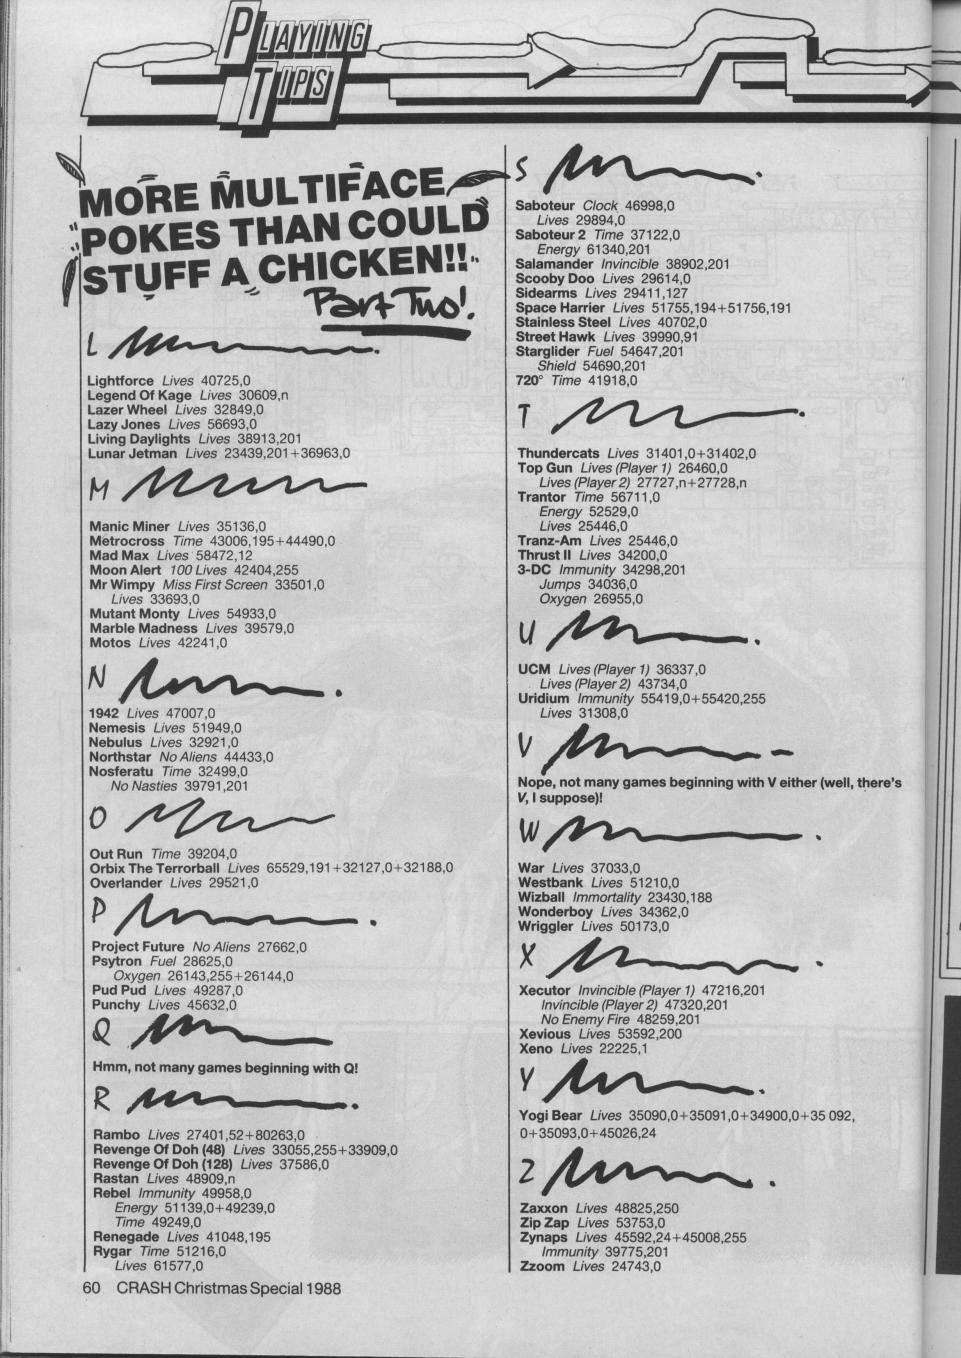 PLAYING
TIPS
MORE MULTIFACE
POKES THAN COULD
STUFF A CHICKEN!!
Part Two!
L
Lightforce Lives 40725,0
Legend Of Kage Lives 30609,n
Lazer Wheel Lives 32849,0
Lazy Jones Lives 56693,0
Living Daylights Lives 38913,201
Lunar Jetman Lives 23439,201+36963,0
M
Manic Miner Lives 35136,0
Metrocross Time 43006,195+44490,0
Mad Max Lives 58472,12
Moon Alert 100 Lives 42404,255
Mr Wimpy Miss First Screen 33501,0
Lives 33693,0
Mutant Monty Lives 54933,0
Marble Madness Lives 39579,0
Motos Lives 42241,0
N
1942 Lives 47007,0
Nemesis Lives 51949,0
Nebulus Lives 32921,0
Northstar No Aliens 44433,0
Nosferatu Time 32499,0
No Nasties 39791,201
O
Out Run Time 39204,0
Orbix The Terrorball Lives 65529,191+32127,0+32188,0
Overlander Lives 29521,0
P
Project Future No Aliens 27662,0
Psytron Fuel 28625,0
Oxygen 26143,255+26144,0
Pud Pud Lives 49287,0
Punchy Lives 45632,0
Q
Hmm, not many games beginning with Q!
R
Rambo Lives 27401,52+80263,0
Revenge Of Doh (48) Lives 33055,255+33909,0
Revenge Of Doh (128) Lives 37586,0
Rastan Lives 48909,n
Rebel Immunity 49958,0
Energy 51139,0+49239,0
Time 49249,0
Renegade Lives 41048,195
Rygar Time 51216,0
Lives 61577,0
S
Saboteur Clock 46998,0
Lives 29894,0
Saboteur 2 Time 37122,0
Energy 61340,201
Salamander Invincible 38902,201
Scooby Doo Lives 29614,0
Sidearms Lives 29411,127
Space Harrier Lives 51755,194+51756,191
Stainless Steel Lives 40702,0
Street Hawk Lives 39990,91
Starglider Fuel 54647,201
Shield 54690,201
720° Time 41918,0
T
Thundercats Lives 31401,0+31402,0
Top Gun Lives (Player 1) 26460,0
Lives (Player 2) 27727,n+27728,n
Trantor Time 56711,0
Energy 52529,0
Lives 25446,0
Tranz-Am Lives 25446,0
Thrust II Lives 34200,0
3-DC Immunity 34298,201
Jumps 34036,0
Oxygen 26955,0
U
UCM Lives (Player 1) 36337,0
Lives (Player 2) 43734,0
Uridium Immunity 55419,0+55420,255
Lives 31308,0
V
Nope, not many games beginning with V either (well, there's
V, I suppose)!
W
War Lives 37033,0
Westbank Lives 51210,0
Wizball Immortality 23430,188
Wonderboy Lives 34362,0
Wriggler Lives 50173,0
X
Xecutor Invincible (Player 1) 47216,201
Invincible (Player 2) 47320,201
No Enemy Fire 48259,201
Xevious Lives 53592,200
Xeno Lives 22225,1
Y
Yogi Bear Lives 35090,0+35091,0+34900,0+35 092,
0+35093,0+45026,24
Z
Zaxxon Lives 48825,250
Zip Zap Lives 53753,0
Zynaps Lives 45592,24+45008,255
Immunity 39775,201
Zzoom Lives 24743,0
60 CRASH Christmas Special 1988